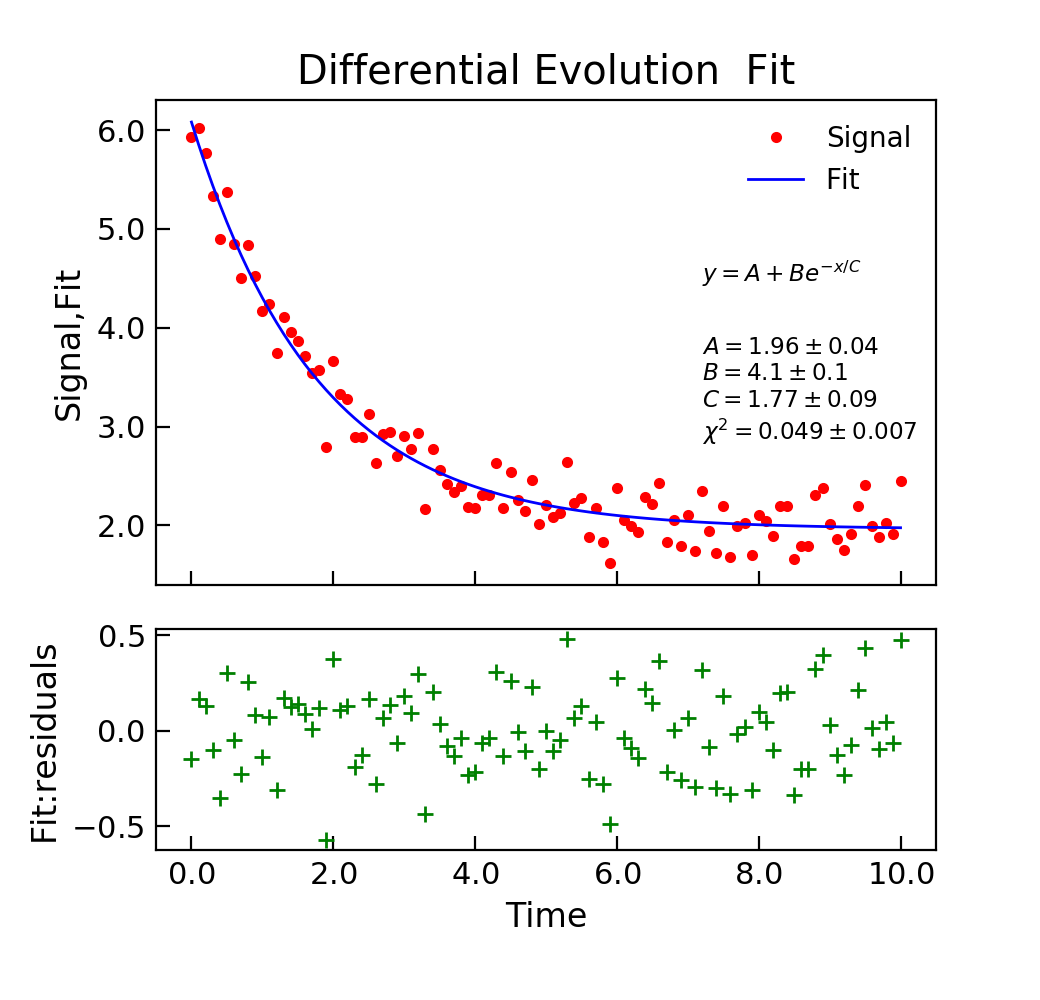 Differential Evolution  Fit
6.0
5.0
4.0
3.0
2.0
Signal,Fit
Signal
Fit
y = A + Be^{−x/C}
A = 1.96 ± 0.04
B = 4.1 ± 0.1
C = 1.77 ± 0.09
χ² = 0.049 ± 0.007
0.5
0.0
−0.5
Fit:residuals
0.0 2.0 4.0 6.0 8.0 10.0
Time